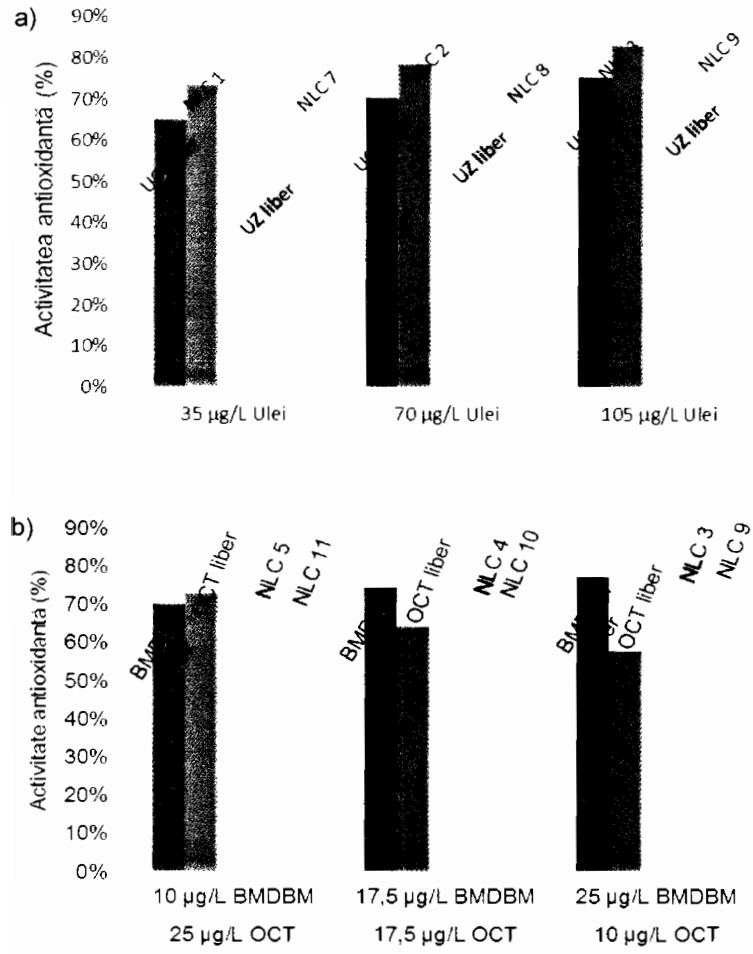 a)
Activitatea antioxidantă (%)
90%
80%
70%
60%
50%
40%
30%
20%
10%
0%
NLC 7
UZ liber
NLC 8
UZ liber
NLC 9
UZ liber
35 µg/L Ulei
70 µg/L Ulei
105 µg/L Ulei
b)
Activitate antioxidantă (%)
90%
80%
70%
60%
50%
40%
30%
20%
10%
0%
OCT liber
NLC 5
NLC 11
OCT liber
NLC 4
NLC 10
OCT liber
NLC 3
NLC 9
10 µg/L BMDBM
17,5 µg/L BMDBM
25 µg/L BMDBM
25 µg/L OCT
17,5 µg/L OCT
10 µg/L OCT